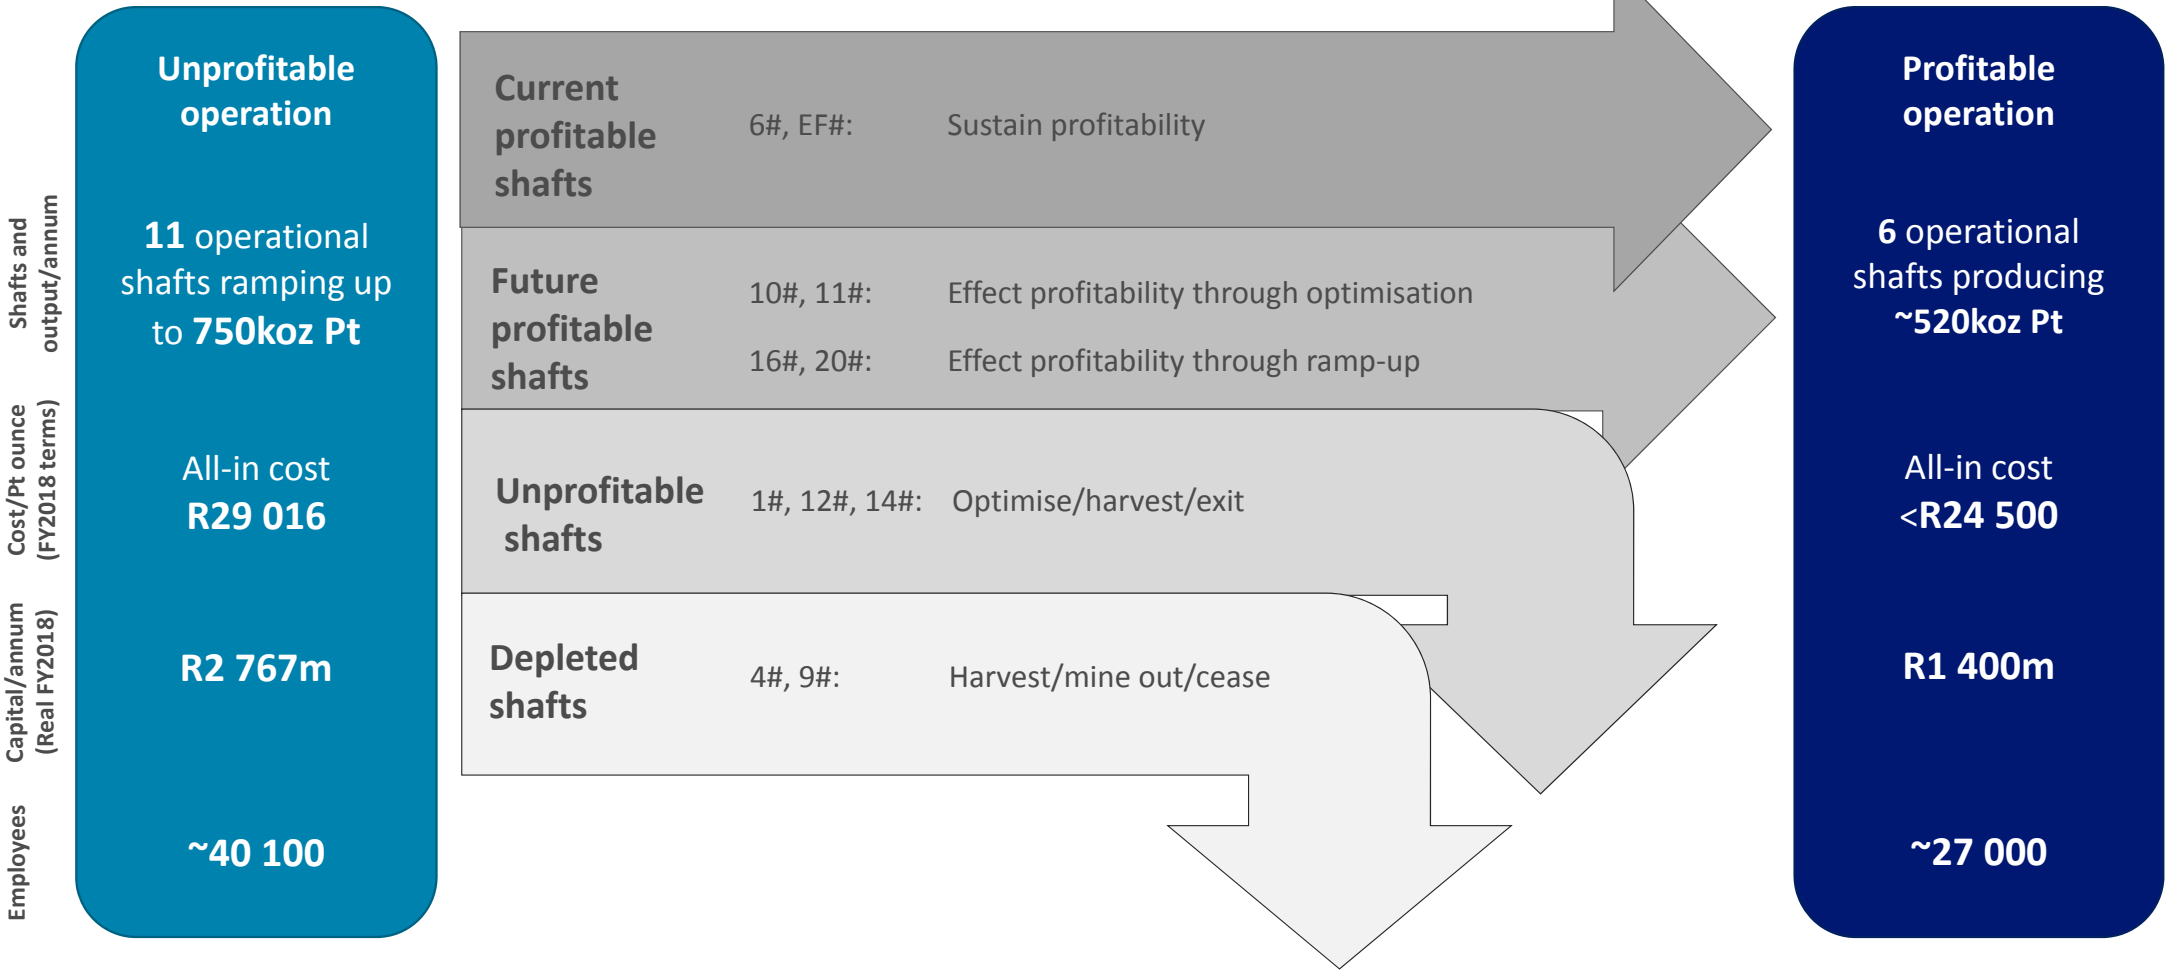 Unprofitable
operation
Shafts and
output/annum
11 operational
shafts ramping up
to 750koz Pt
Cost/Pt ounce
(FY2018 terms)
All-in cost
R29 016
Capital/annum
(Real FY2018)
R2 767m
Employees
~40 100
Current
profitable
shafts
6#, EF#: Sustain profitability
Future
profitable
shafts
10#, 11#: Effect profitability through optimisation
16#, 20#: Effect profitability through ramp-up
Unprofitable
shafts
1#, 12#, 14#: Optimise/harvest/exit
Depleted
shafts
4#, 9#: Harvest/mine out/cease
Profitable
operation
6 operational
shafts producing
~520koz Pt
All-in cost
<R24 500
R1 400m
~27 000